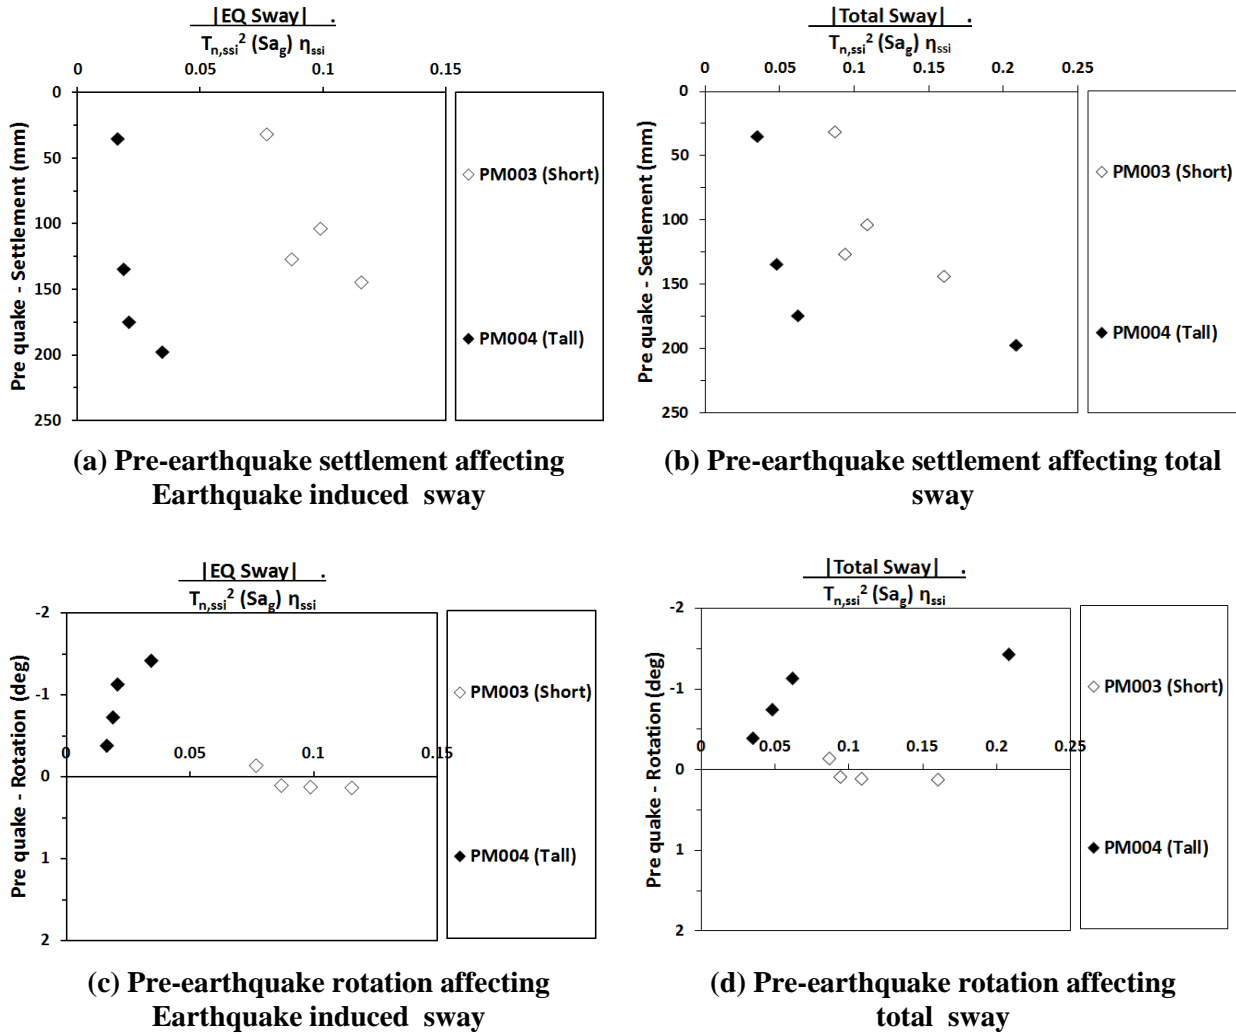 |EQ Sway| .
Tn,ssi² (Sag) ηssi
0 0.05 0.1 0.15
0
50
100
150
200
250
Pre quake - Settlement (mm)
PM003 (Short)
PM004 (Tall)
(a) Pre-earthquake settlement affecting
Earthquake induced sway
|Total Sway| .
Tn,ssi² (Sag) ηssi
0 0.05 0.1 0.15 0.2 0.25
0
50
100
150
200
250
Pre quake - Settlement (mm)
PM003 (Short)
PM004 (Tall)
(b) Pre-earthquake settlement affecting total
sway
|EQ Sway| .
Tn,ssi² (Sag) ηssi
-2
-1
0
1
2
0 0.05 0.1 0.15
Pre quake - Rotation (deg)
PM003 (Short)
PM004 (Tall)
(c) Pre-earthquake rotation affecting
Earthquake induced sway
|Total Sway| .
Tn,ssi² (Sag) ηssi
-2
-1
0
1
2
0 0.05 0.1 0.15 0.2 0.25
Pre quake - Rotation (deg)
PM003 (Short)
PM004 (Tall)
(d) Pre-earthquake rotation affecting
total sway